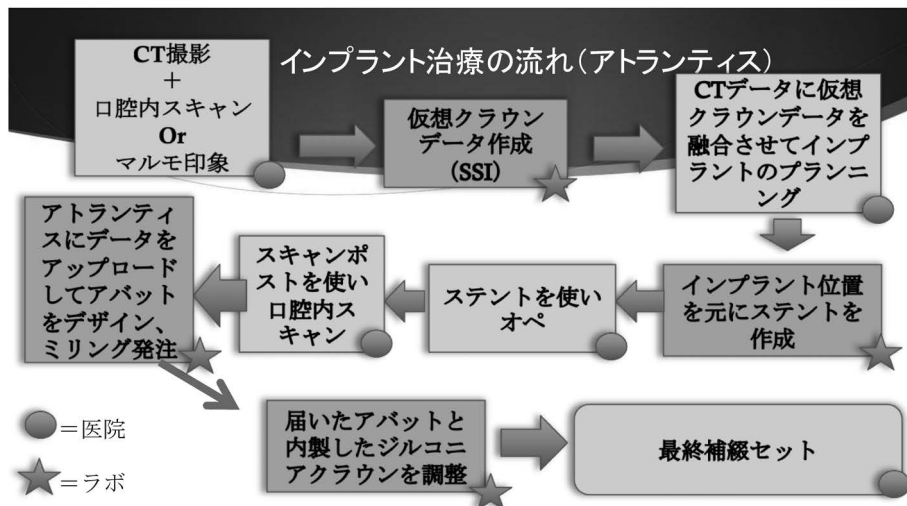 インプラント治療の流れ(アトランティス)
CT撮影
+
口腔内スキャン
Or
マルモ印象
仮想クラウン
データ作成
(SSI)
CTデータに仮想
クラウンデータを
融合させてインプ
ラントのプランニ
ング
インプラント位置
を元にステントを
作成
ステントを使い
オペ
スキャンポ
ストを使い
口腔内ス
キャン
アトランティ
スにデータを
アップロード
してアバット
をデザイン、
ミリング発注
届いたアバットと
内製したジルコニ
アクラウンを調整
最終補綴セット
=医院
=ラボ